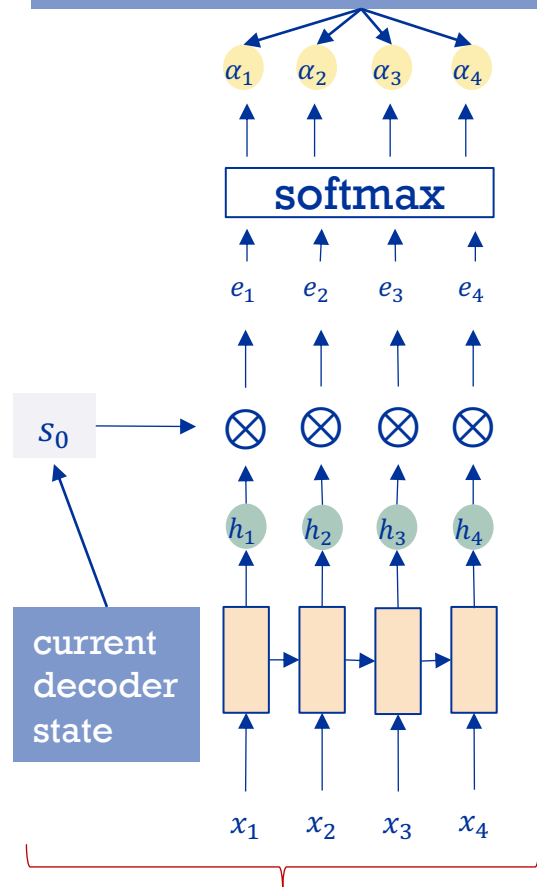 α₁ α₂ α₃ α₄
softmax
e₁ e₂ e₃ e₄
s₀
h₁ h₂ h₃ h₄
current
decoder
state
x₁ x₂ x₃ x₄